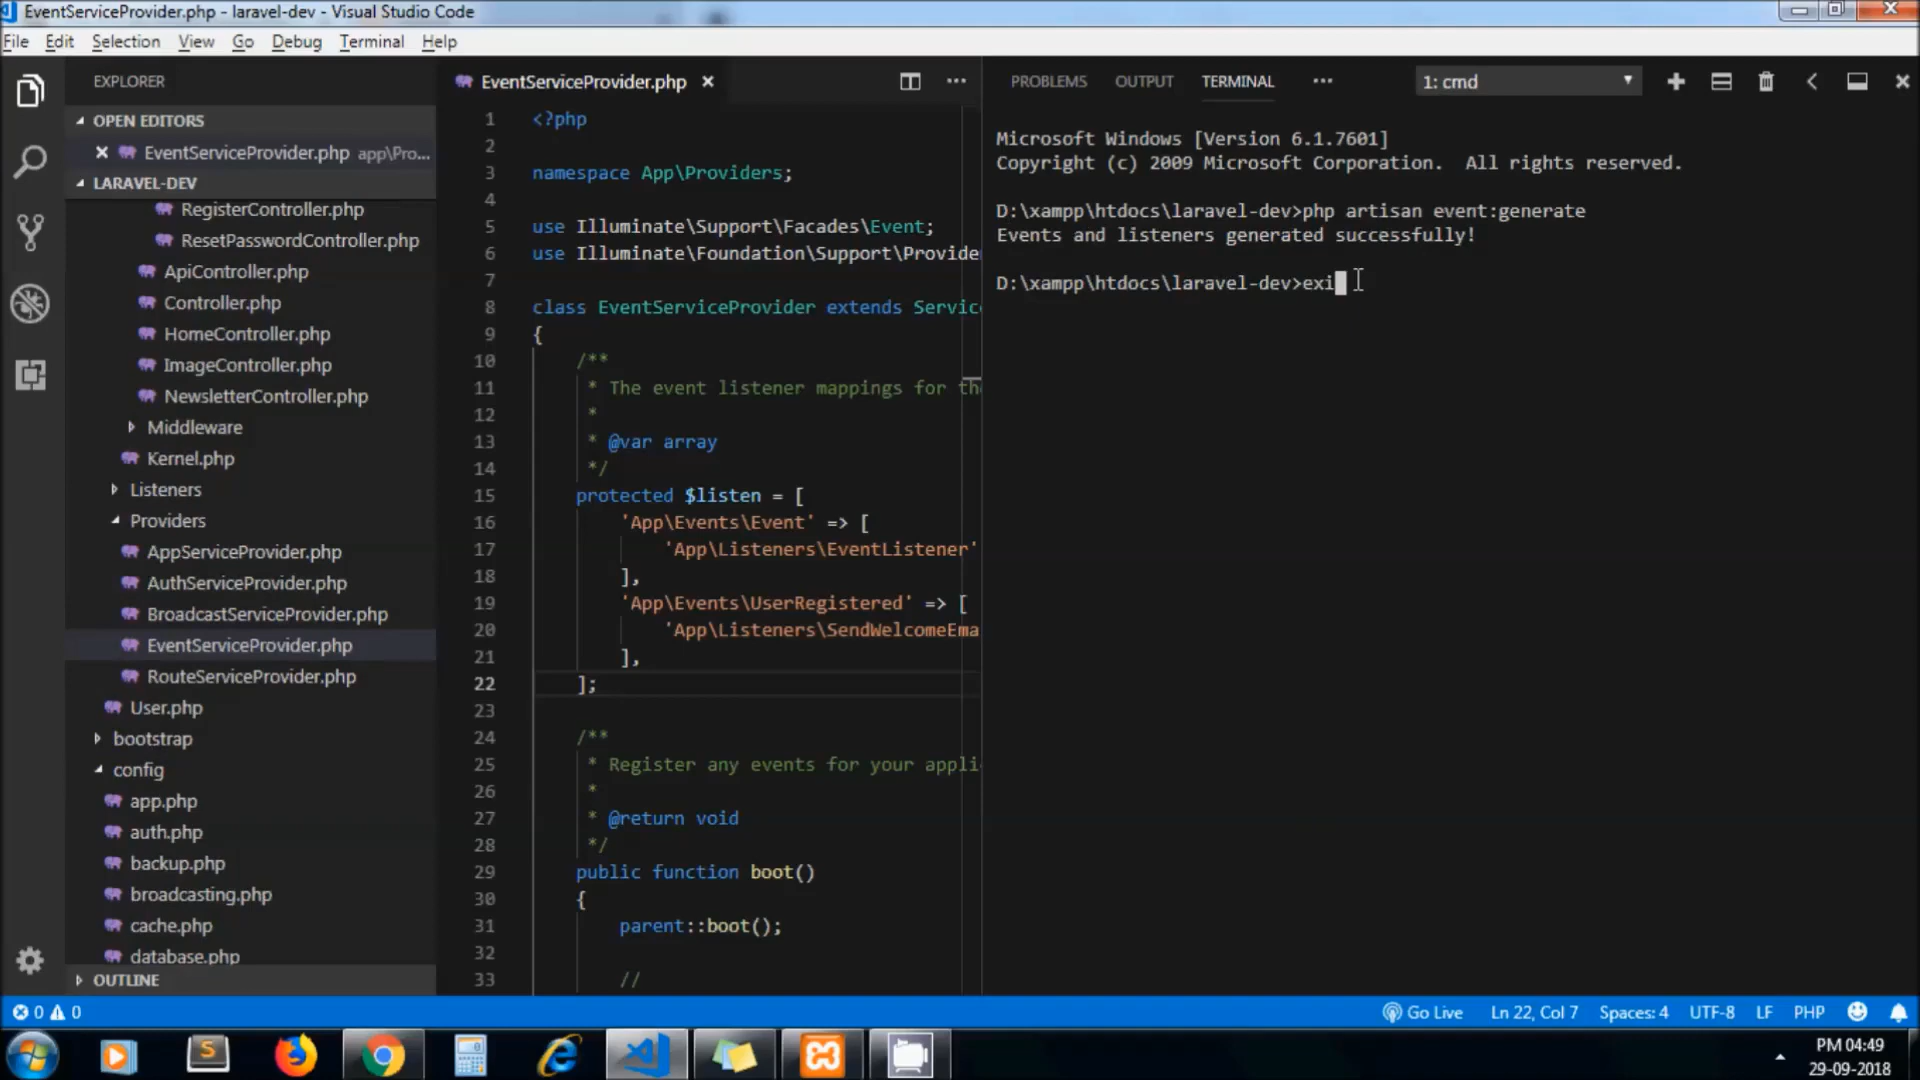 EventServiceProvider.php - laravel-dev - Visual Studio Code
File Edit Selection View Go Debug Terminal Help
EXPLORER
OPEN EDITORS
EventServiceProvider.php app\Pro...
LARAVEL-DEV
RegisterController.php
ResetPasswordController.php
ApiController.php
Controller.php
HomeController.php
ImageController.php
NewsletterController.php
Middleware
Kernel.php
Listeners
Providers
AppServiceProvider.php
AuthServiceProvider.php
BroadcastServiceProvider.php
EventServiceProvider.php
RouteServiceProvider.php
User.php
bootstrap
config
app.php
auth.php
backup.php
broadcasting.php
cache.php
database.php
OUTLINE
EventServiceProvider.php
1 <?php
2
3 namespace App\Providers;
4
5 use Illuminate\Support\Facades\Event;
6 use Illuminate\Foundation\Support\Provide
7
8 class EventServiceProvider extends Servic
9 {
10 /**
11 * The event listener mappings for th
12 *
13 * @var array
14 */
15 protected $listen = [
16 'App\Events\Event' => [
17 'App\Listeners\EventListener'
18 ],
19 'App\Events\UserRegistered' => [
20 'App\Listeners\SendWelcomeEma
21 ],
22 ];
23
24 /**
25 * Register any events for your appli
26 *
27 * @return void
28 */
29 public function boot()
30 {
31 parent::boot();
32
33 //
PROBLEMS OUTPUT TERMINAL ... 1: cmd
Microsoft Windows [Version 6.1.7601]
Copyright (c) 2009 Microsoft Corporation. All rights reserved.
D:\xampp\htdocs\laravel-dev>php artisan event:generate
Events and listeners generated successfully!
D:\xampp\htdocs\laravel-dev>exi
0 0
Go Live Ln 22, Col 7 Spaces: 4 UTF-8 LF PHP
PM 04:49
29-09-2018